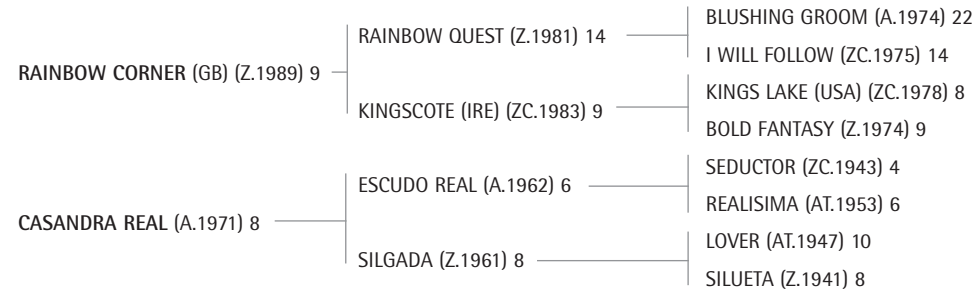 BLUSHING GROOM (A.1974) 22
RAINBOW QUEST (Z.1981) 14
I WILL FOLLOW (ZC.1975) 14
RAINBOW CORNER (GB) (Z.1989) 9
KINGS LAKE (USA) (ZC.1978) 8
KINGSCOTE (IRE) (ZC.1983) 9
BOLD FANTASY (Z.1974) 9
SEDUCTOR (ZC.1943) 4
ESCUDO REAL (A.1962) 6
REALISIMA (AT.1953) 6
CASANDRA REAL (A.1971) 8
LOVER (AT.1947) 10
SILGADA (Z.1961) 8
SILUETA (Z.1941) 8